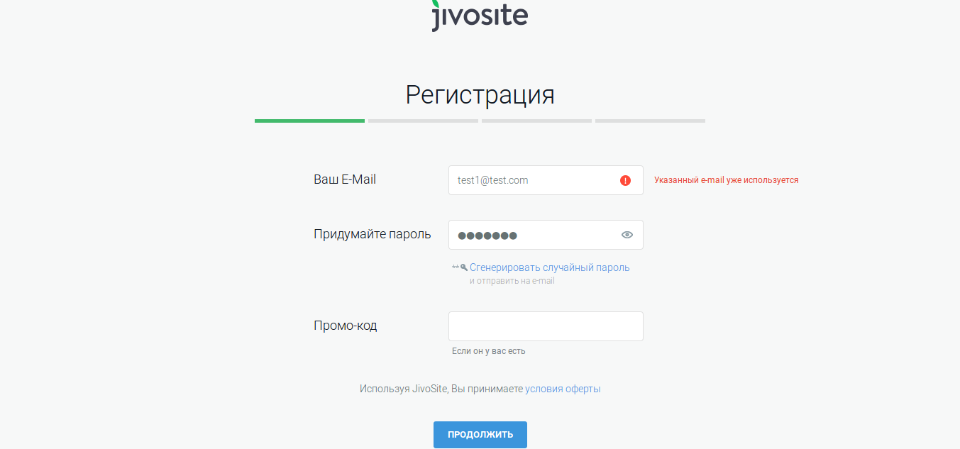 jivosite
Регистрация
Ваш E-Mail
test1@test.com
Указанный e-mail уже используется
Придумайте пароль
Сгенерировать случайный пароль
и отправить на e-mail
Промо-код
Если он у вас есть
Используя JivoSite, Вы принимаете условия оферты
ПРОДОЛЖИТЬ